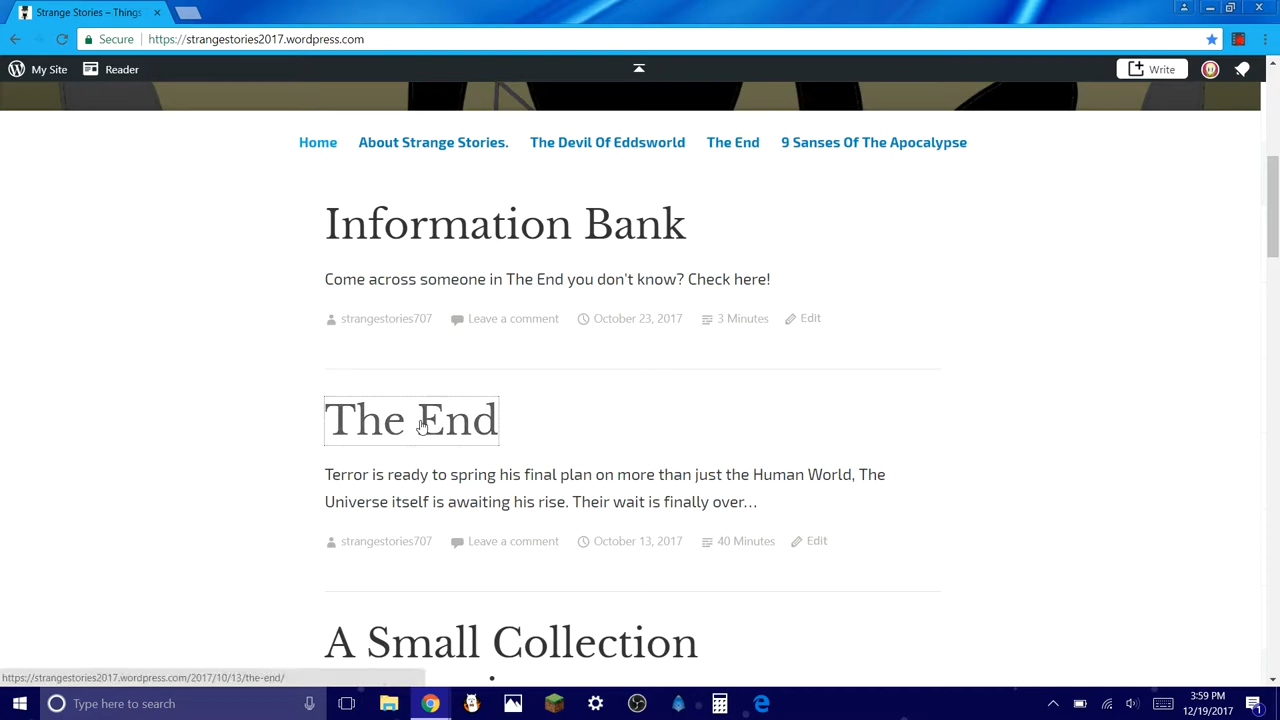 Strange Stories – Things
Secure https://strangestories2017.wordpress.com
My Site Reader Write
Home About Strange Stories. The Devil Of Eddsworld The End 9 Sanses Of The Apocalypse
Information Bank
Come across someone in The End you don't know? Check here!
strangestories707 Leave a comment October 23, 2017 3 Minutes Edit
The End
Terror is ready to spring his final plan on more than just the Human World, The
Universe itself is awaiting his rise. Their wait is finally over…
strangestories707 Leave a comment October 13, 2017 40 Minutes Edit
A Small Collection
https://strangestories2017.wordpress.com/2017/10/13/the-end/
Type here to search
3:59 PM
12/19/2017
1